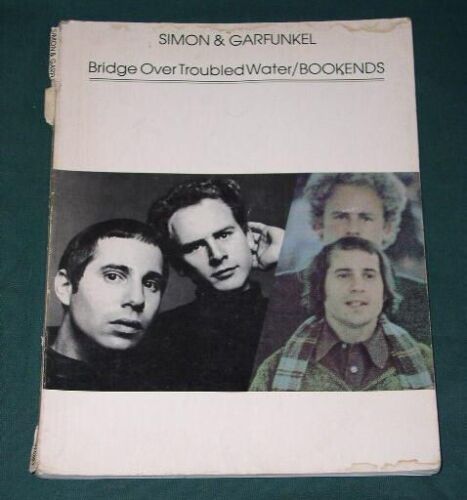 SIMON & GARFUNKEL
Bridge Over Troubled Water/BOOKENDS